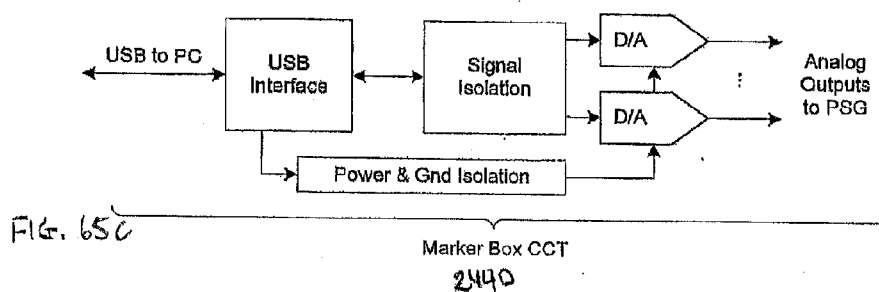 USB to PC
USB
Interface
Signal
Isolation
D/A
D/A
Analog
Outputs
to PSG
⋮
Power & Gnd Isolation
FIG. 65C
Marker Box CCT
2440